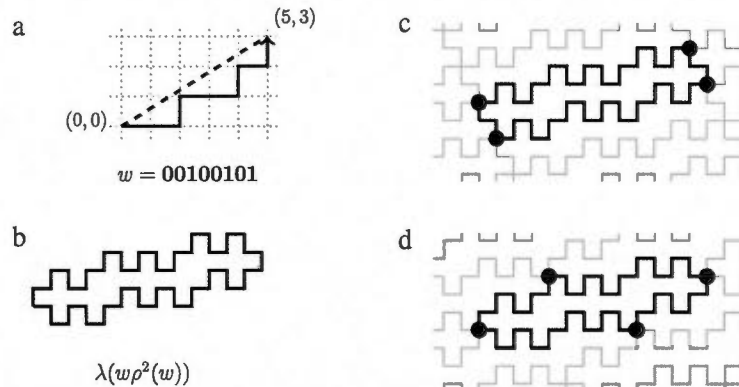 a
(5, 3)
(0, 0)
w = 00100101
b
λ(wρ²(w))
c
d